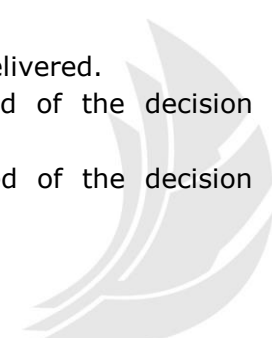 elivered.
d of the decision
d of the decision